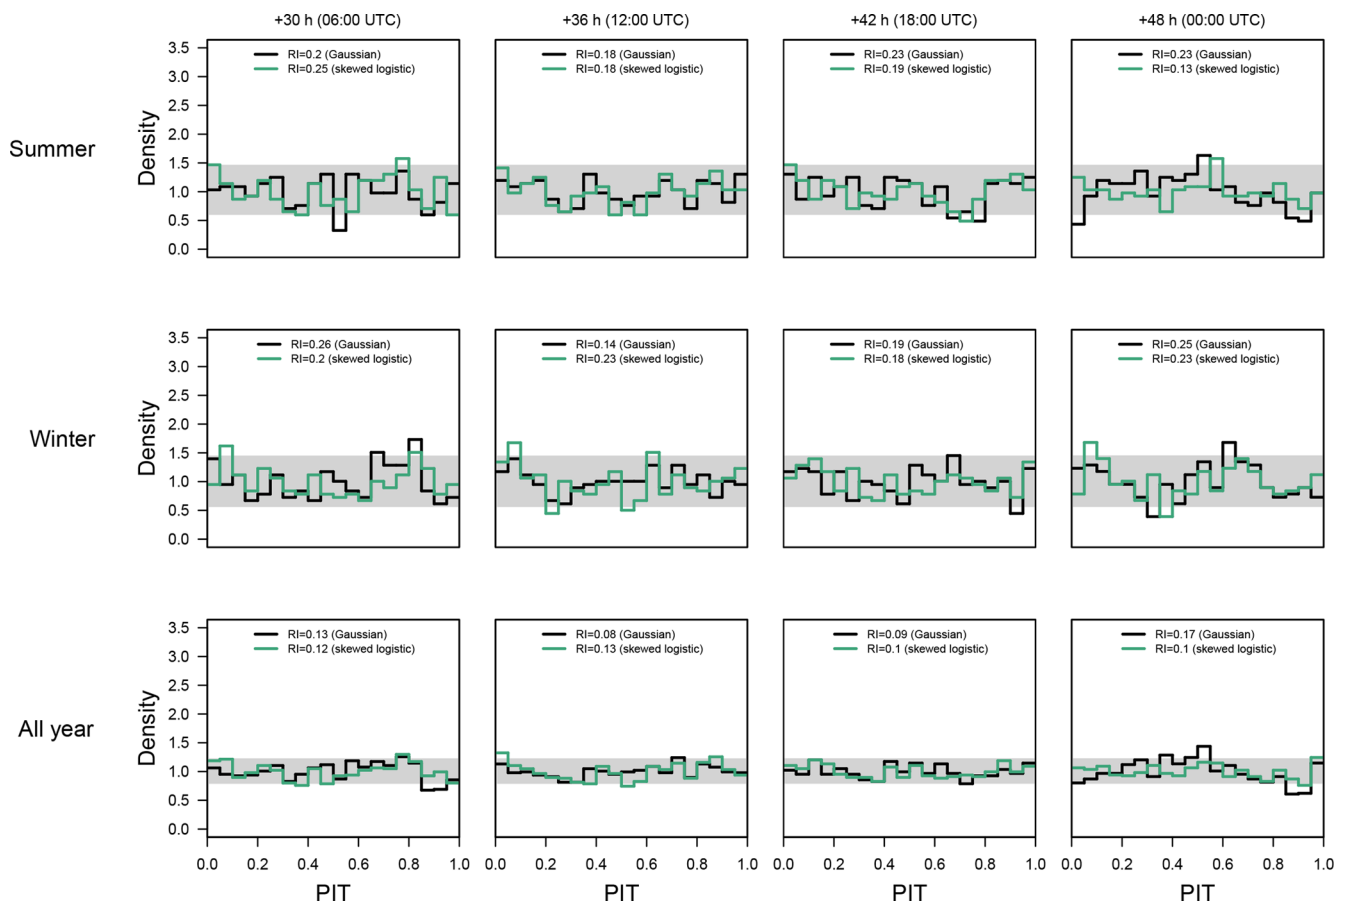 +30 h (06:00 UTC) +36 h (12:00 UTC) +42 h (18:00 UTC) +48 h (00:00 UTC)
Summer
Density
3.5
3.0
2.5
2.0
1.5
1.0
0.5
0.0
RI=0.2 (Gaussian)
RI=0.25 (skewed logistic)
RI=0.18 (Gaussian)
RI=0.18 (skewed logistic)
RI=0.23 (Gaussian)
RI=0.19 (skewed logistic)
RI=0.23 (Gaussian)
RI=0.13 (skewed logistic)
Winter
Density
3.5
3.0
2.5
2.0
1.5
1.0
0.5
0.0
RI=0.26 (Gaussian)
RI=0.2 (skewed logistic)
RI=0.14 (Gaussian)
RI=0.23 (skewed logistic)
RI=0.19 (Gaussian)
RI=0.18 (skewed logistic)
RI=0.25 (Gaussian)
RI=0.23 (skewed logistic)
All year
Density
3.5
3.0
2.5
2.0
1.5
1.0
0.5
0.0
RI=0.13 (Gaussian)
RI=0.12 (skewed logistic)
RI=0.08 (Gaussian)
RI=0.13 (skewed logistic)
RI=0.09 (Gaussian)
RI=0.1 (skewed logistic)
RI=0.17 (Gaussian)
RI=0.1 (skewed logistic)
0.0 0.2 0.4 0.6 0.8 1.0
0.0 0.2 0.4 0.6 0.8 1.0
0.0 0.2 0.4 0.6 0.8 1.0
0.0 0.2 0.4 0.6 0.8 1.0
PIT PIT PIT PIT